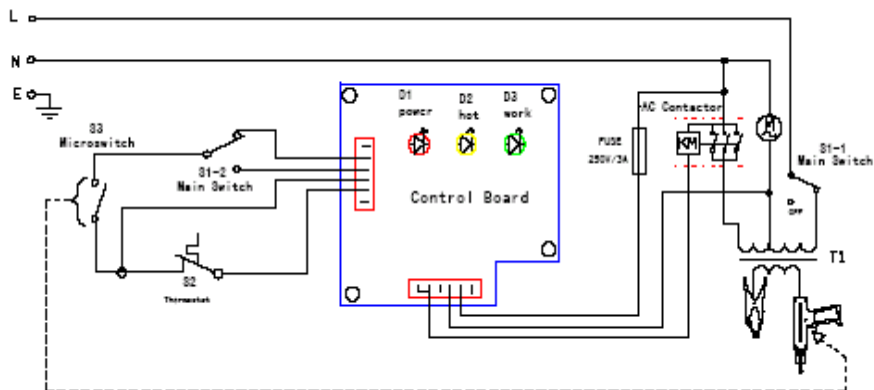 L
N
E
S3
Microswitch
S1-2
Main Switch
S2
Thermostat
D1
power
D2
hot
D3
work
Control Board
FUSE
250V/3A
AC Contactor
KM
M
S1-1
Main Switch
OFF
T1